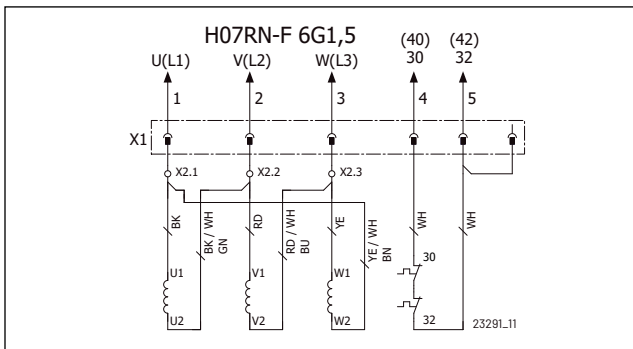 H07RN-F 6G1,5
U(L1) V(L2) W(L3) (40) 30 (42) 32
1 2 3 4 5
X1
X2.1 X2.2 X2.3
BK BK / WH GN RD RD / WH BU YE YE / WH BN WH WH
U1 V1 W1 30
U2 V2 W2 32
23291_11